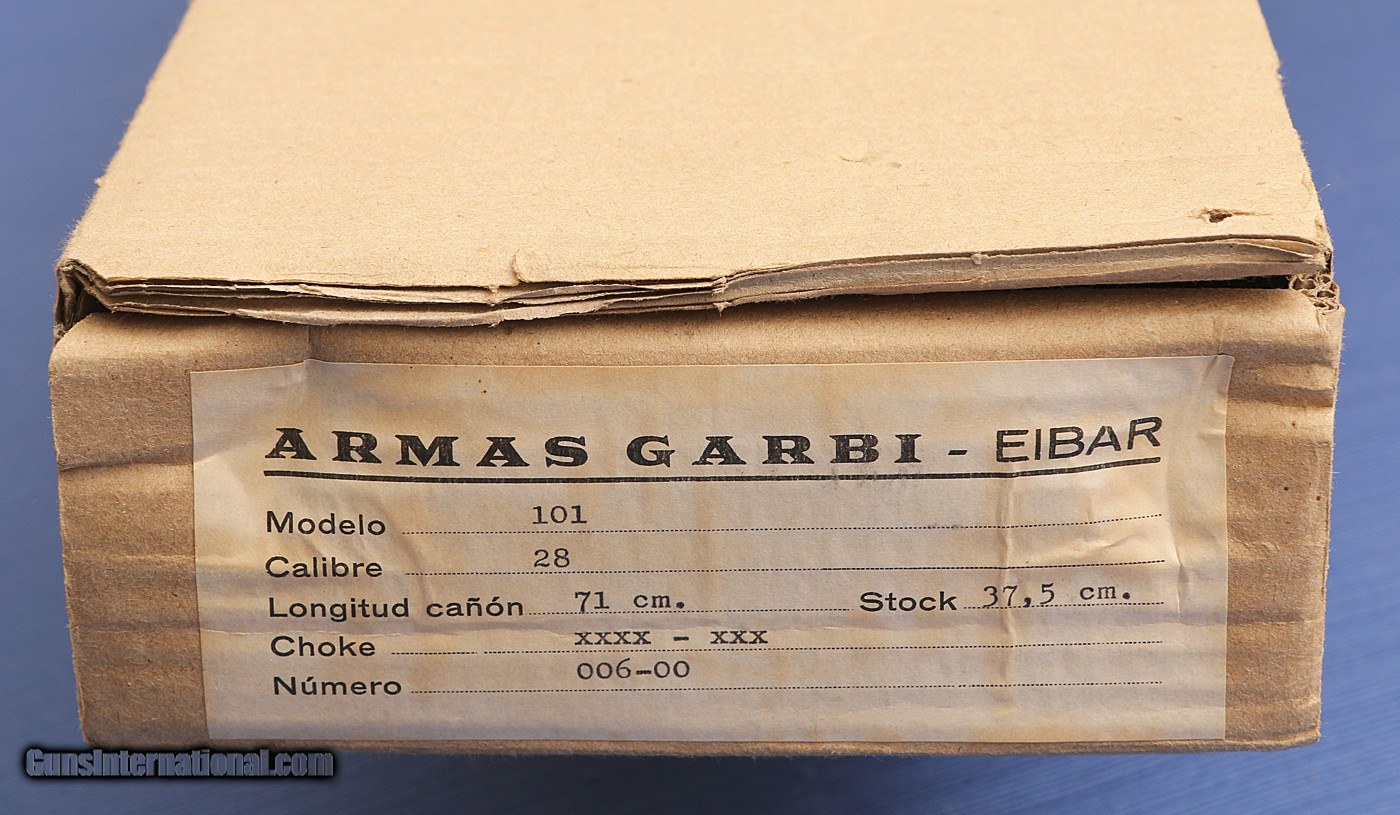 ARMAS GARBI - EIBAR
Modelo 101
Calibre 28
Longitud cañón 71 cm. Stock 37,5 cm.
Choke xxxx - xxx
Número 006-00
GunsInternational.com